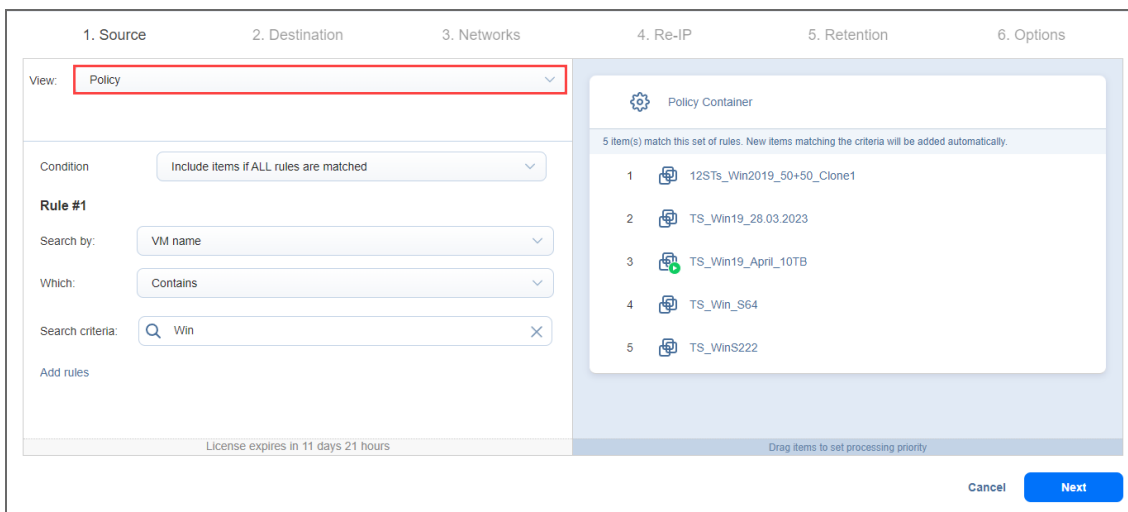 1. Source 2. Destination 3. Networks 4. Re-IP 5. Retention 6. Options
View: Policy
Condition Include items if ALL rules are matched
Rule #1
Search by: VM name
Which: Contains
Search criteria: Win
Add rules
License expires in 11 days 21 hours
Policy Container
5 item(s) match this set of rules. New items matching the criteria will be added automatically.
1 12STs_Win2019_50+50_Clone1
2 TS_Win19_28.03.2023
3 TS_Win19_April_10TB
4 TS_Win_S64
5 TS_WinS222
Drag items to set processing priority
Cancel Next